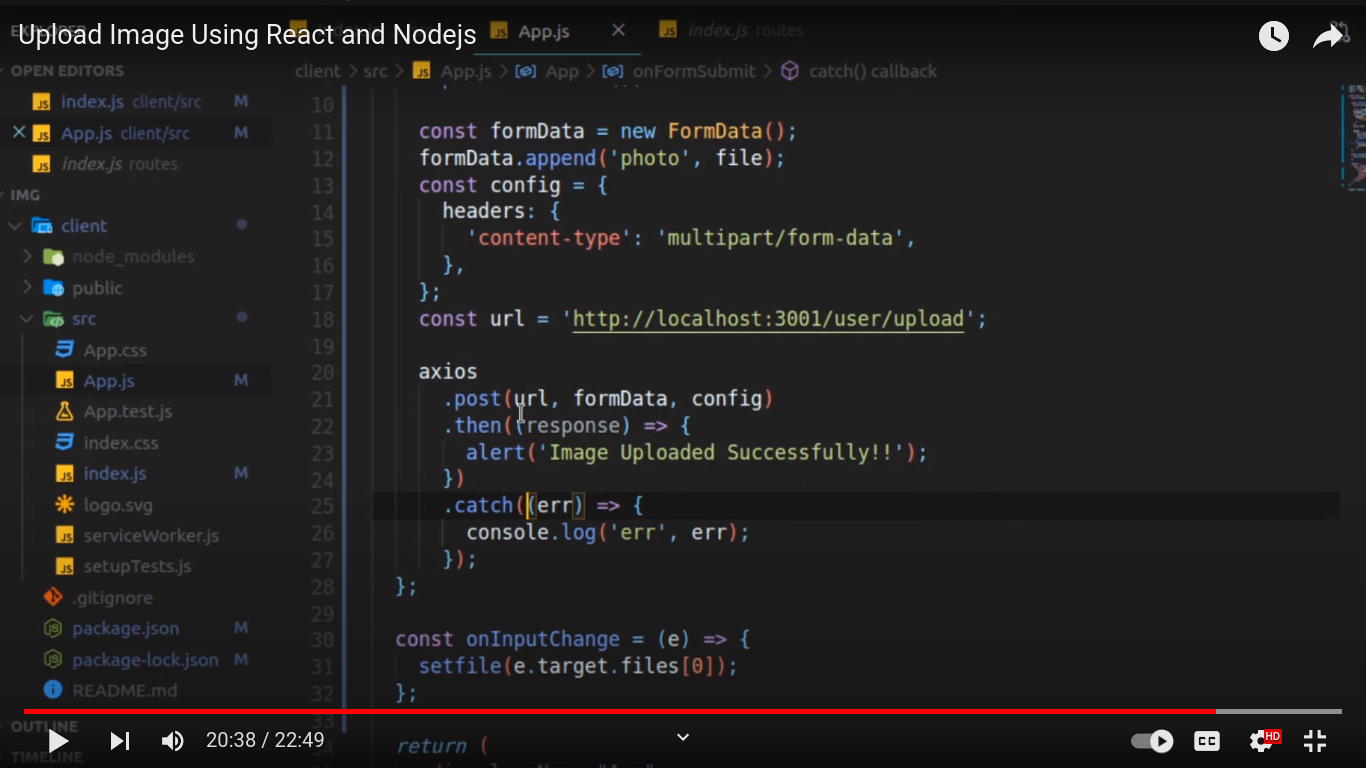 Upload Image Using React and Nodejs
App.js
index.js routes
OPEN EDITORS
client > src > App.js > App > onFormSubmit > catch() callback
index.js client/src M
App.js client/src M
index.js routes
IMG
client
node_modules
public
src
App.css
App.js M
App.test.js
index.css
index.js M
logo.svg
serviceWorker.js
setupTests.js
.gitignore
package.json M
package-lock.json M
README.md
OUTLINE
TIMELINE
10
11 const formData = new FormData();
12 formData.append('photo', file);
13 const config = {
14 headers: {
15 'content-type': 'multipart/form-data',
16 },
17 };
18 const url = 'http://localhost:3001/user/upload';
19
20 axios
21 .post(url, formData, config)
22 .then((response) => {
23 alert('Image Uploaded Successfully!!');
24 })
25 .catch((err) => {
26 console.log('err', err);
27 });
28 };
29
30 const onInputChange = (e) => {
31 setfile(e.target.files[0]);
32 };
33
return (
20:38 / 22:49
CC
HD